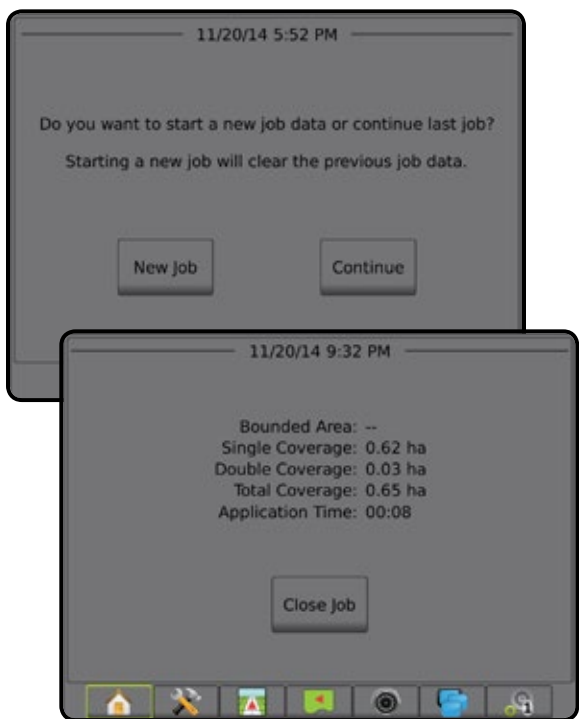 11/20/14 5:52 PM
Do you want to start a new job data or continue last job?
Starting a new job will clear the previous job data.
New Job
Continue
11/20/14 9:32 PM
Bounded Area: --
Single Coverage: 0.62 ha
Double Coverage: 0.03 ha
Total Coverage: 0.65 ha
Application Time: 00:08
Close Job